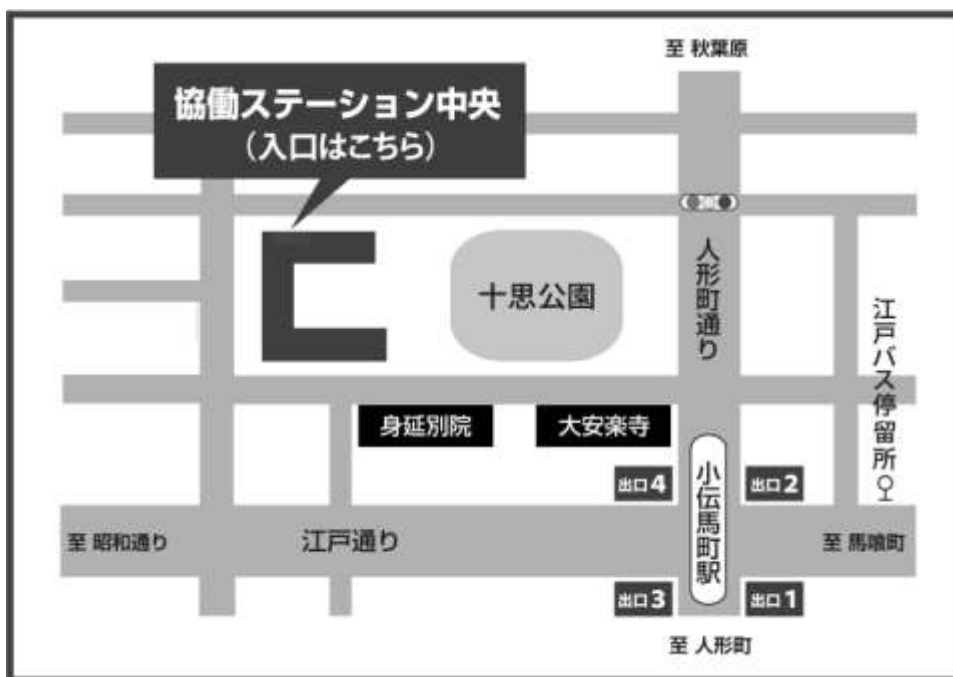 至 秋葉原
協働ステーション中央
（入口はこちら）
十思公園
人形町通り
江戸バス停留所
身延別院
大安楽寺
出口4
小伝馬町駅
出口2
至 昭和通り
江戸通り
至 馬喰町
出口3
出口1
至 人形町